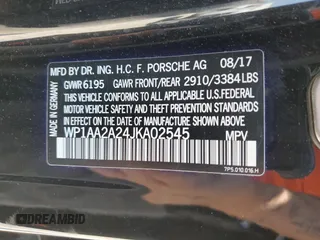 MFD BY DR. ING. H.C. F. PORSCHE AG 08/17
GVWR 6195 GAWR FRONT/REAR 2910/3384 LBS
THIS VEHICLE CONFORMS TO ALL APPLICABLE U.S. FEDERAL
MOTOR VEHICLE SAFETY AND THEFT PREVENTION STANDARDS
IN EFFECT ON THE DATE OF MANUFACTURE SHOWN ABOVE.
WP1AA2A24JKA02545 MPV
7P5.010.016.H
MADE IN GERMANY
DREAMBID